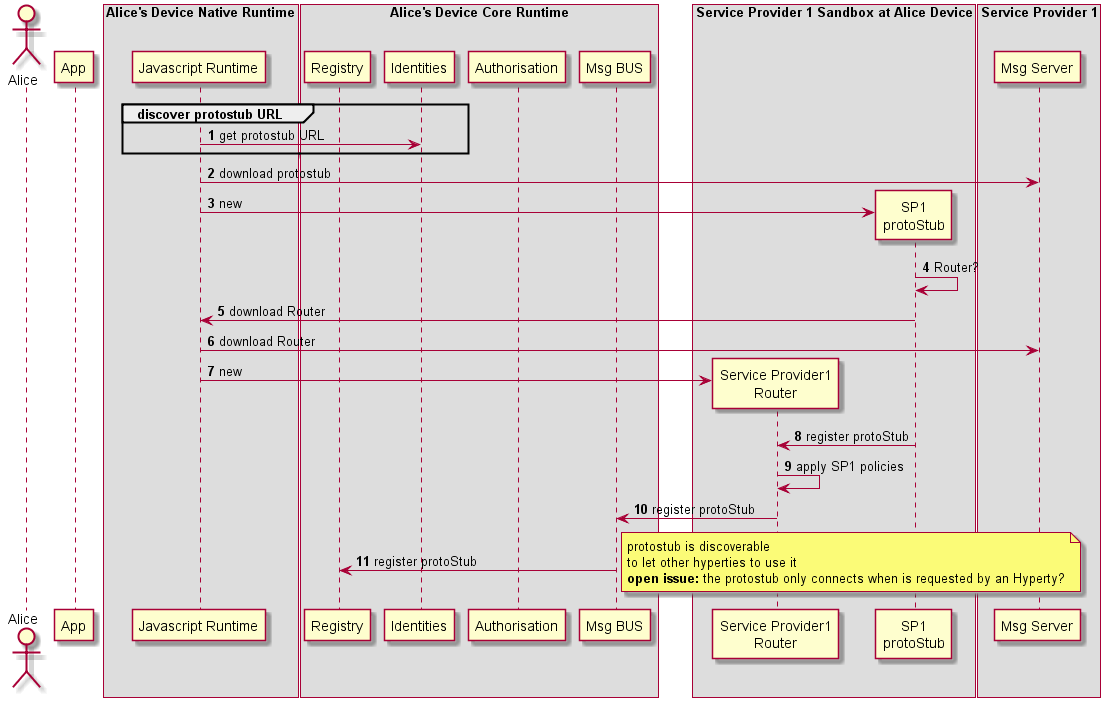 Alice's Device Native Runtime
Alice's Device Core Runtime
Service Provider 1 Sandbox at Alice Device
Service Provider 1
Alice
App
Javascript Runtime
Registry
Identities
Authorisation
Msg BUS
Msg Server
discover protostub URL
1 get protostub URL
2 download protostub
3 new
SP1
protoStub
4 Router?
5 download Router
6 download Router
7 new
Service Provider1
Router
8 register protoStub
9 apply SP1 policies
10 register protoStub
protostub is discoverable
to let other hyperties to use it
open issue: the protostub only connects when is requested by an Hyperty?
11 register protoStub
Alice
App
Javascript Runtime
Registry
Identities
Authorisation
Msg BUS
Service Provider1
Router
SP1
protoStub
Msg Server